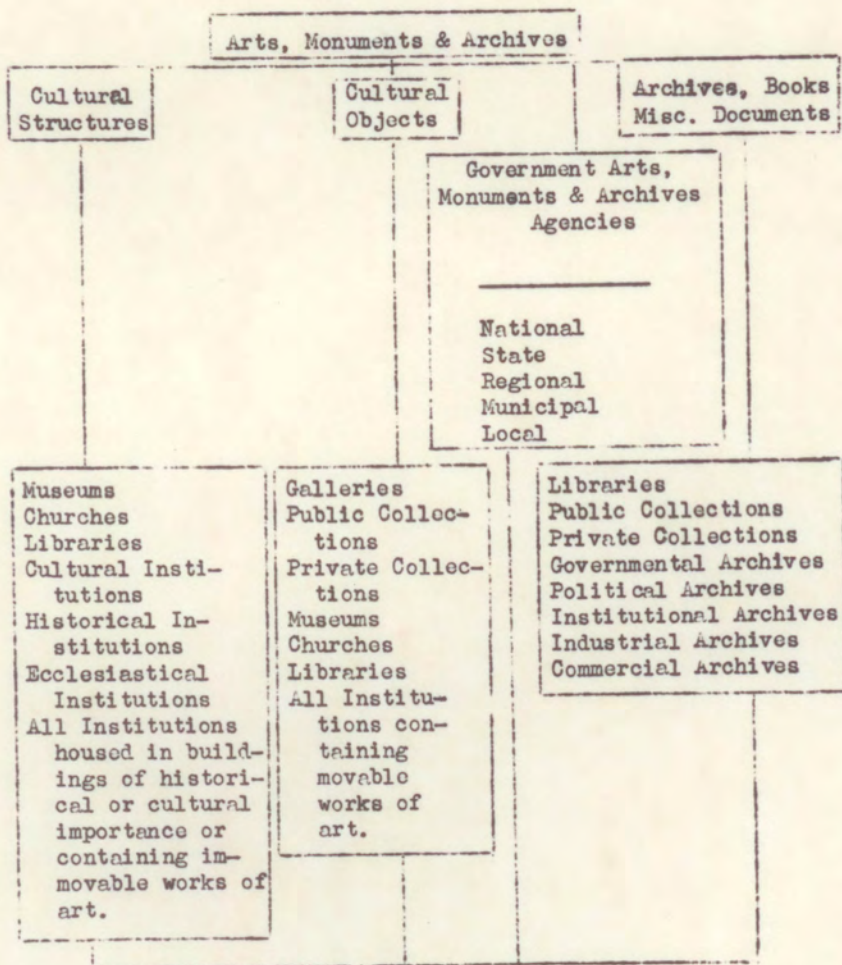 Arts, Monuments & Archives
Cultural
Structures
Cultural
Objects
Archives, Books
Misc. Documents
Government Arts,
Monuments & Archives
Agencies
National
State
Regional
Municipal
Local
Museums
Churches
Libraries
Cultural Insti-
tutions
Historical In-
stitutions
Ecclesiastical
Institutions
All Institutions
housed in build-
ings of histori-
cal or cultural
importance or
containing im-
movable works of
art.
Galleries
Public Collec-
tions
Private Collec-
tions
Museums
Churches
Libraries
All Institu-
tions con-
taining
movable
works of
art.
Libraries
Public Collections
Private Collections
Governmental Archives
Political Archives
Institutional Archives
Industrial Archives
Commercial Archives